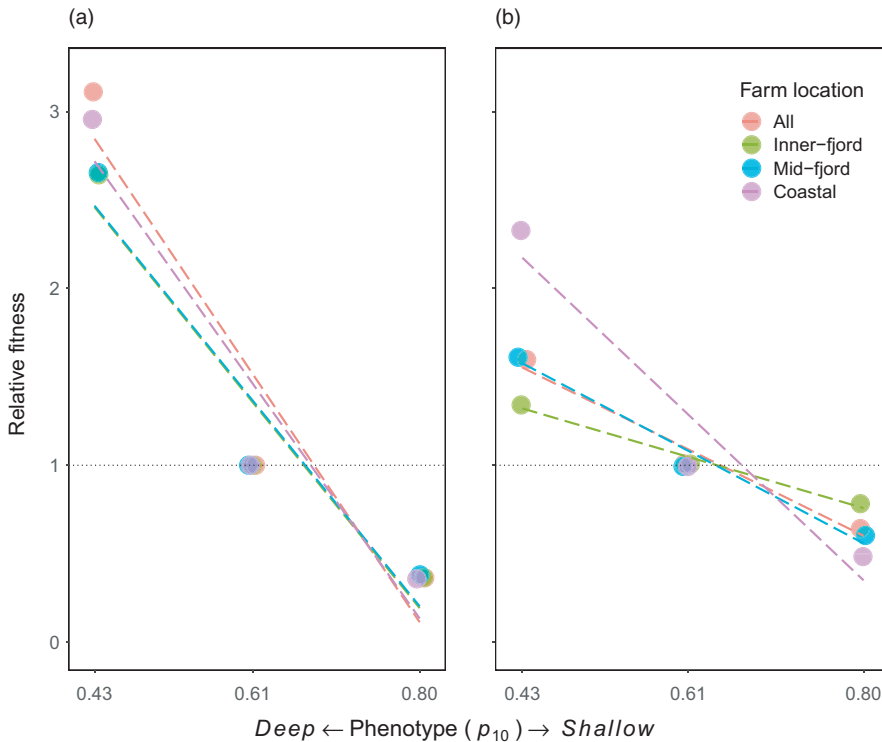 (a)
(b)
Relative fitness
3
2
1
0
Farm location
All
Inner−fjord
Mid−fjord
Coastal
0.43 0.61 0.80
0.43 0.61 0.80
Deep ← Phenotype ( p10 ) → Shallow